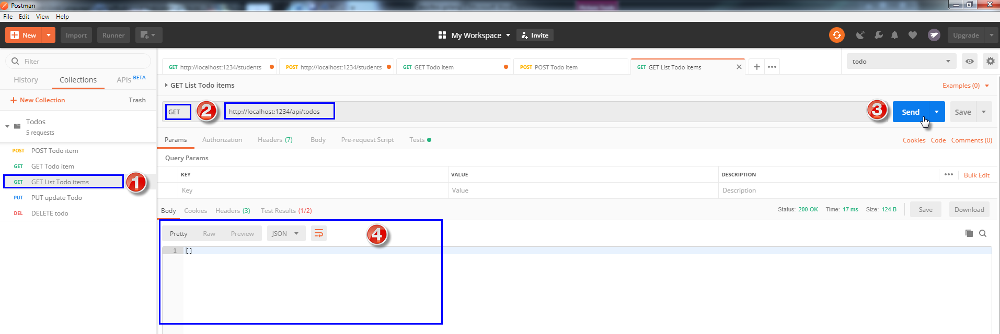 Postman
File Edit View Help
New Import Runner My Workspace Invite Upgrade
Filter
History Collections APIs BETA
New Collection Trash
Todos
5 requests
POST POST Todo item
GET GET Todo item
GET GET List Todo items 1
PUT PUT update Todo
DEL DELETE todo
GET http://localhost:1234/students POST http://localhost:1234/students GET GET Todo item POST POST Todo item GET GET List Todo items todo
GET List Todo items Examples (0)
GET 2 http://localhost:1234/api/todos 3 Send Save
Params Authorization Headers (7) Body Pre-request Script Tests Cookies Code Comments (0)
Query Params
KEY VALUE DESCRIPTION Bulk Edit
Key Value Description
Body Cookies Headers (3) Test Results (1/2) Status: 200 OK Time: 17 ms Size: 124 B Save Download
Pretty Raw Preview JSON 4
1 []